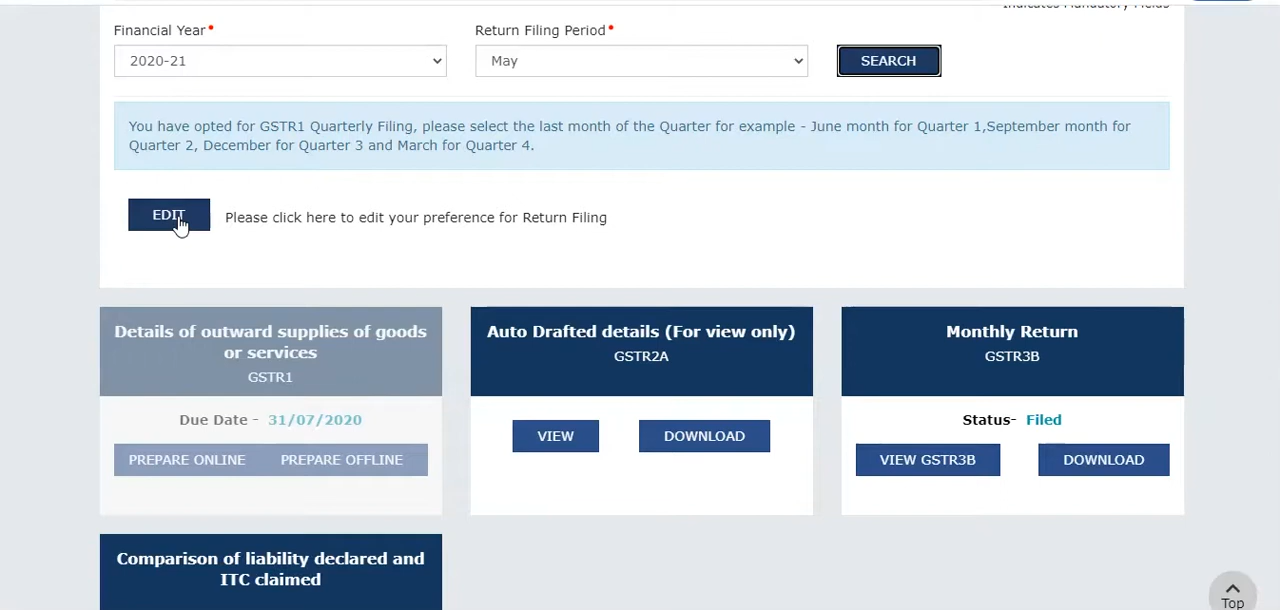 Indicates Mandatory Fields
Financial Year•
Return Filing Period•
2020-21
May
SEARCH
You have opted for GSTR1 Quarterly Filing, please select the last month of the Quarter for example - June month for Quarter 1,September month for
Quarter 2, December for Quarter 3 and March for Quarter 4.
EDIT
Please click here to edit your preference for Return Filing
Details of outward supplies of goods
or services
GSTR1
Due Date - 31/07/2020
PREPARE ONLINE
PREPARE OFFLINE
Auto Drafted details (For view only)
GSTR2A
VIEW
DOWNLOAD
Monthly Return
GSTR3B
Status- Filed
VIEW GSTR3B
DOWNLOAD
Comparison of liability declared and
ITC claimed
Top